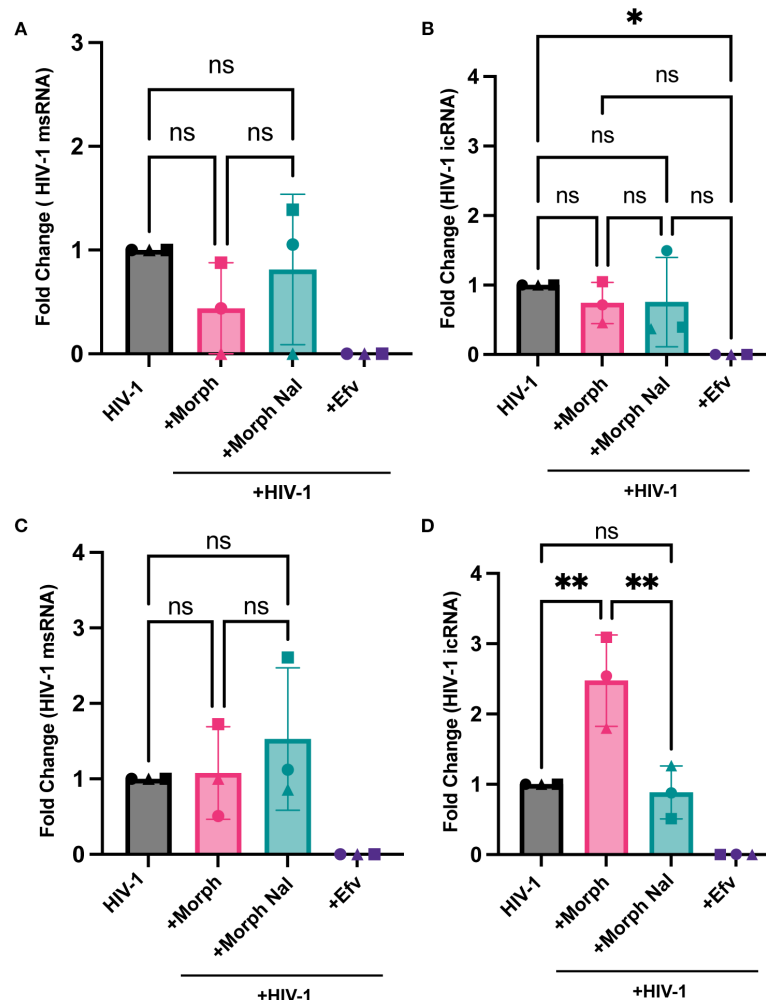 A
Fold Change ( HIV-1 msRNA)
3
2
1
0
ns
ns
ns
HIV-1
+Morph
+Morph Nal
+Efv
+HIV-1
B
Fold Change (HIV-1 icRNA)
4
3
2
1
0
*
ns
ns
ns
ns
ns
HIV-1
+Morph
+Morph Nal
+Efv
+HIV-1
C
Fold Change (HIV-1 msRNA)
4
3
2
1
0
ns
ns
ns
HIV-1
+Morph
+Morph Nal
+Efv
+HIV-1
D
Fold Change (HIV-1 icRNA)
4
3
2
1
0
ns
**
**
HIV-1
+Morph
+Morph Nal
+Efv
+HIV-1